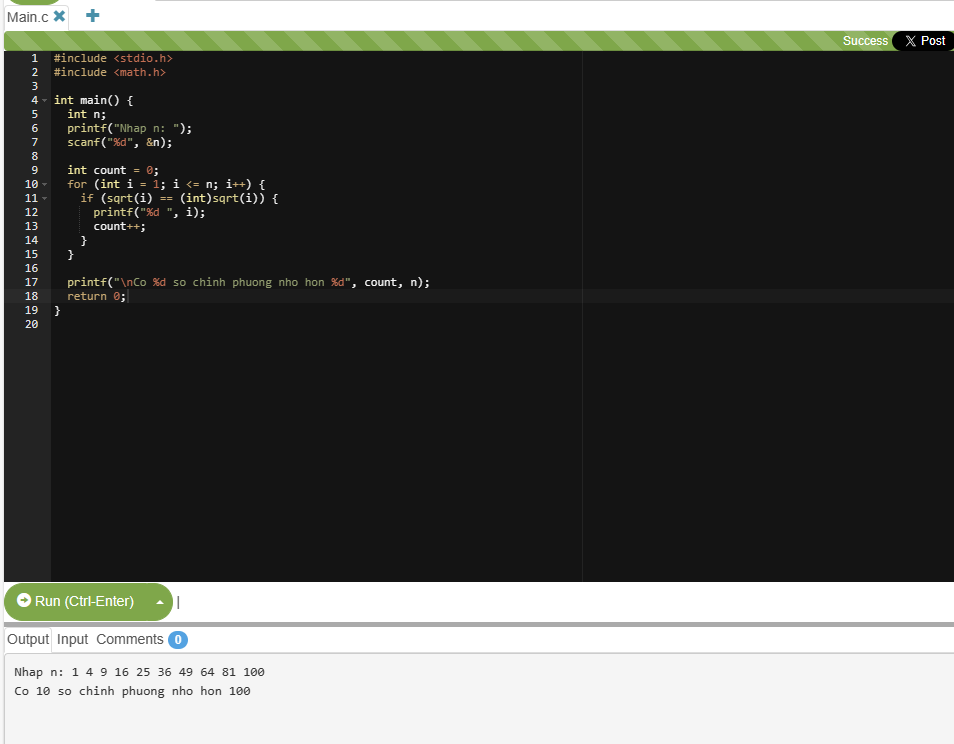 Main.c
Success Post
1 #include <stdio.h>
2 #include <math.h>
3
4 int main() {
5   int n;
6   printf("Nhap n: ");
7   scanf("%d", &n);
8
9   int count = 0;
10   for (int i = 1; i <= n; i++) {
11     if (sqrt(i) == (int)sqrt(i)) {
12       printf("%d ", i);
13       count++;
14     }
15   }
16
17   printf("\nCo %d so chinh phuong nho hon %d", count, n);
18   return 0;
19 }
20
Run (Ctrl-Enter)
Output Input Comments 0
Nhap n: 1 4 9 16 25 36 49 64 81 100
Co 10 so chinh phuong nho hon 100